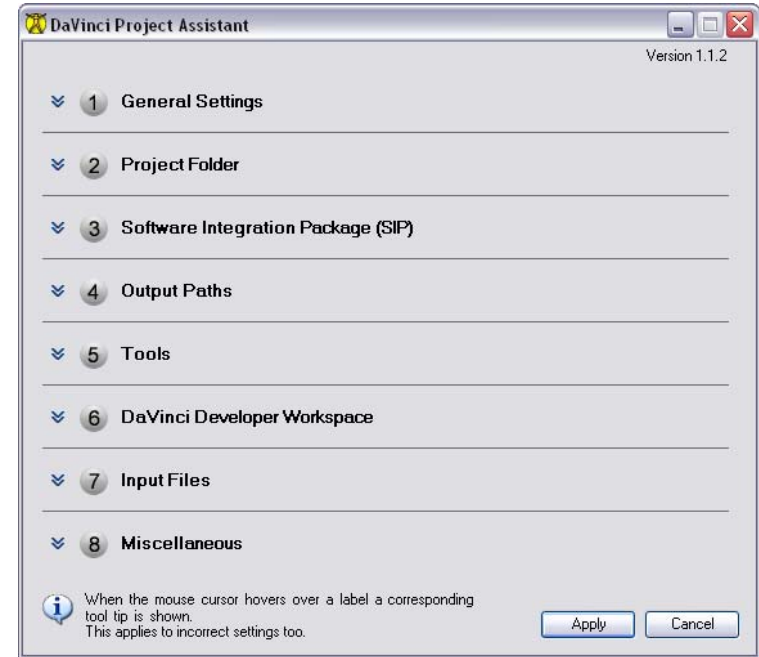 DaVinci Project Assistant
Version 1.1.2
1 General Settings
2 Project Folder
3 Software Integration Package (SIP)
4 Output Paths
5 Tools
6 DaVinci Developer Workspace
7 Input Files
8 Miscellaneous
When the mouse cursor hovers over a label a corresponding
tool tip is shown.
This applies to incorrect settings too.
Apply Cancel